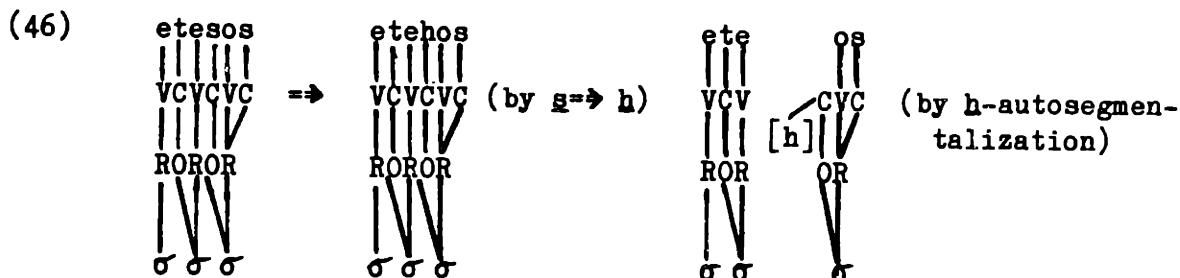 (46) etesos etehos ete os
VCVCVC ⇒ VCVCVC (by s⇒ h) VCV CVC (by h-autosegmen-
[h] talization)
ROROR ROROR ROR OR
σ σ σ σ σ σ σ σ σ